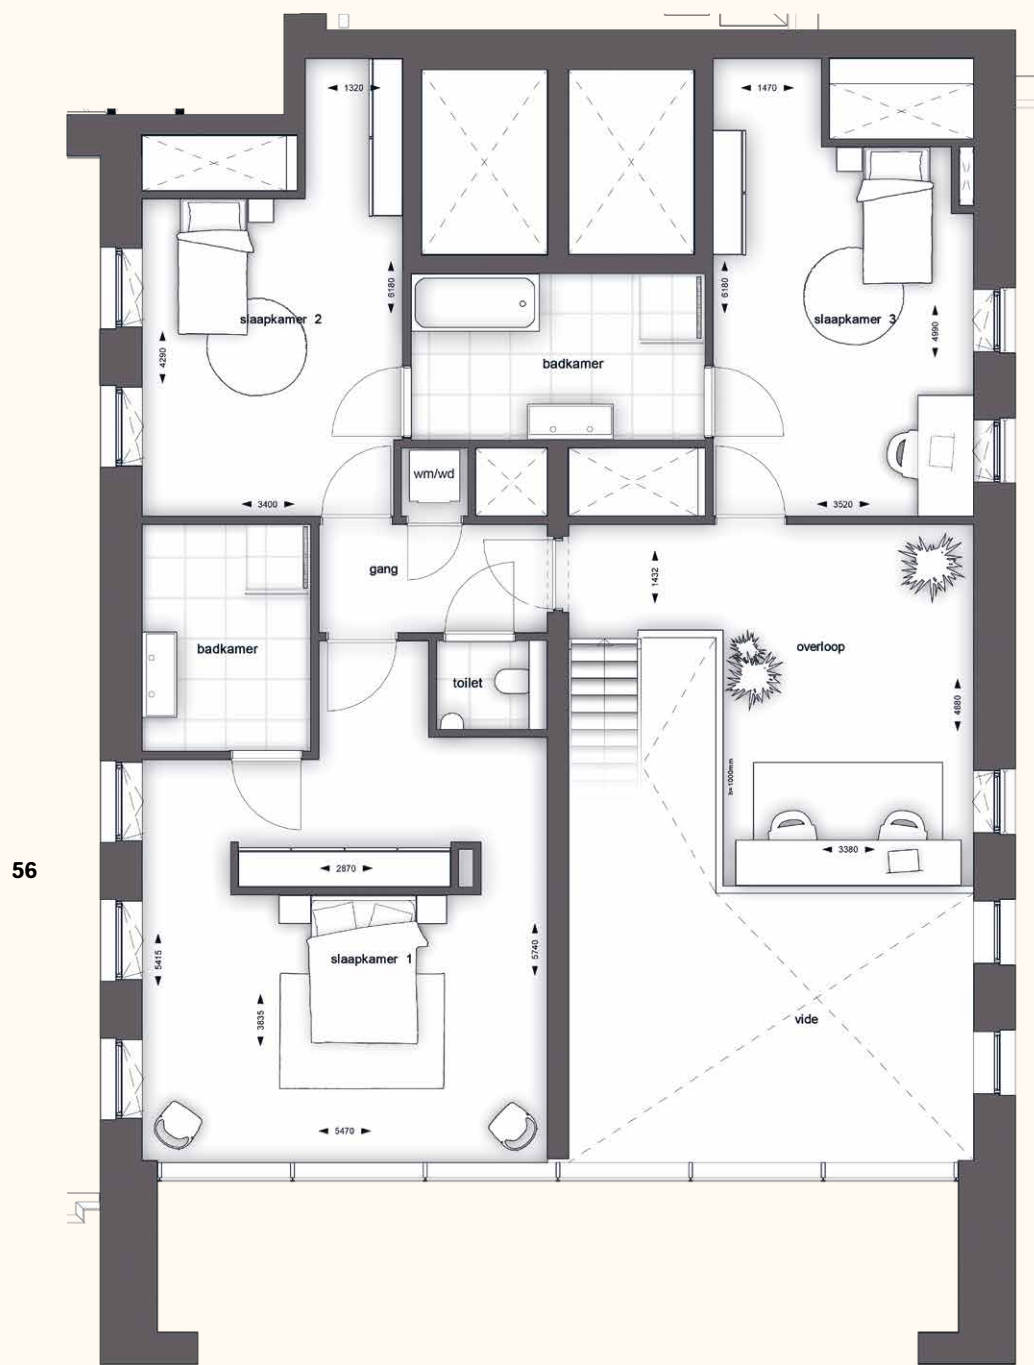 1320
1470
6180
6180
slaapkamer 2
slaapkamer 3
4290
4990
badkamer
wm/wd
3400
3520
gang
1432
badkamer
overloop
toilet
4880
h=1000mm
3380
56
2870
5415
5740
slaapkamer 1
3835
vide
5470